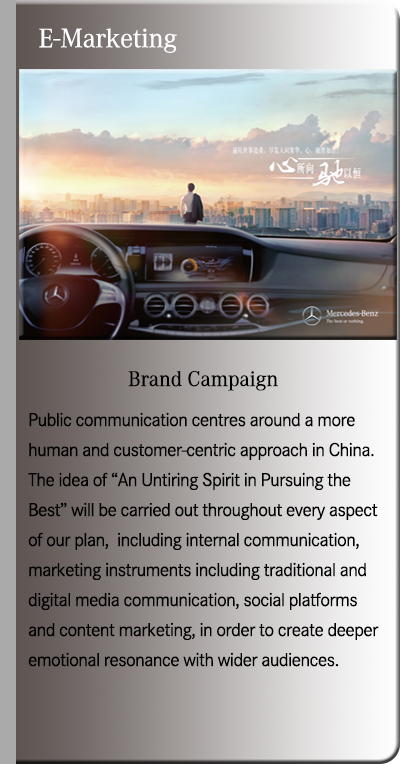 E-Marketing
心所向 驰以恒
Mercedes-Benz
The best or nothing.
Brand Campaign
Public communication centres around a more
human and customer-centric approach in China.
The idea of “An Untiring Spirit in Pursuing the
Best” will be carried out throughout every aspect
of our plan,  including internal communication,
marketing instruments including traditional and
digital media communication, social platforms
and content marketing, in order to create deeper
emotional resonance with wider audiences.